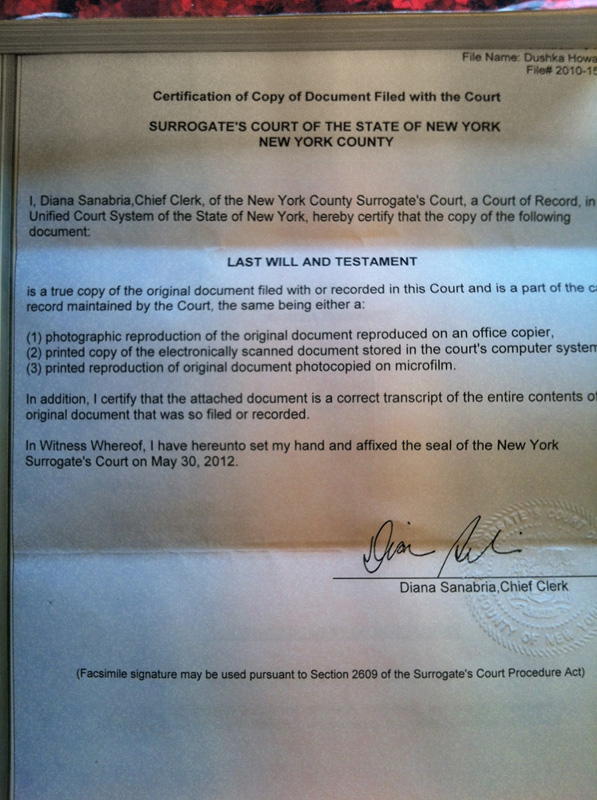 File Name: Dushka
File# 2010-15
Certification of Copy of Document Filed with the Court
SURROGATE'S COURT OF THE STATE OF NEW YORK
NEW YORK COUNTY
I, Diana Sanabria,Chief Clerk, of the New York County Surrogate's Court, a Court of Record, in
Unified Court System of the State of New York, hereby certify that the copy of the following
document:
LAST WILL AND TESTAMENT
is a true copy of the original document filed with or recorded in this Court and is a part of the
record maintained by the Court, the same being either a:
(1) photographic reproduction of the original document reproduced on an office copier,
(2) printed copy of the electronically scanned document stored in the court's computer system
(3) printed reproduction of original document photocopied on microfilm.
In addition, I certify that the attached document is a correct transcript of the entire contents of
original document that was so filed or recorded.
In Witness Whereof, I have hereunto set my hand and affixed the seal of the New York
Surrogate's Court on May 30, 2012.
Diana Sanabria,Chief Clerk
(Facsimile signature may be used pursuant to Section 2609 of the Surrogate's Court Procedure Act)